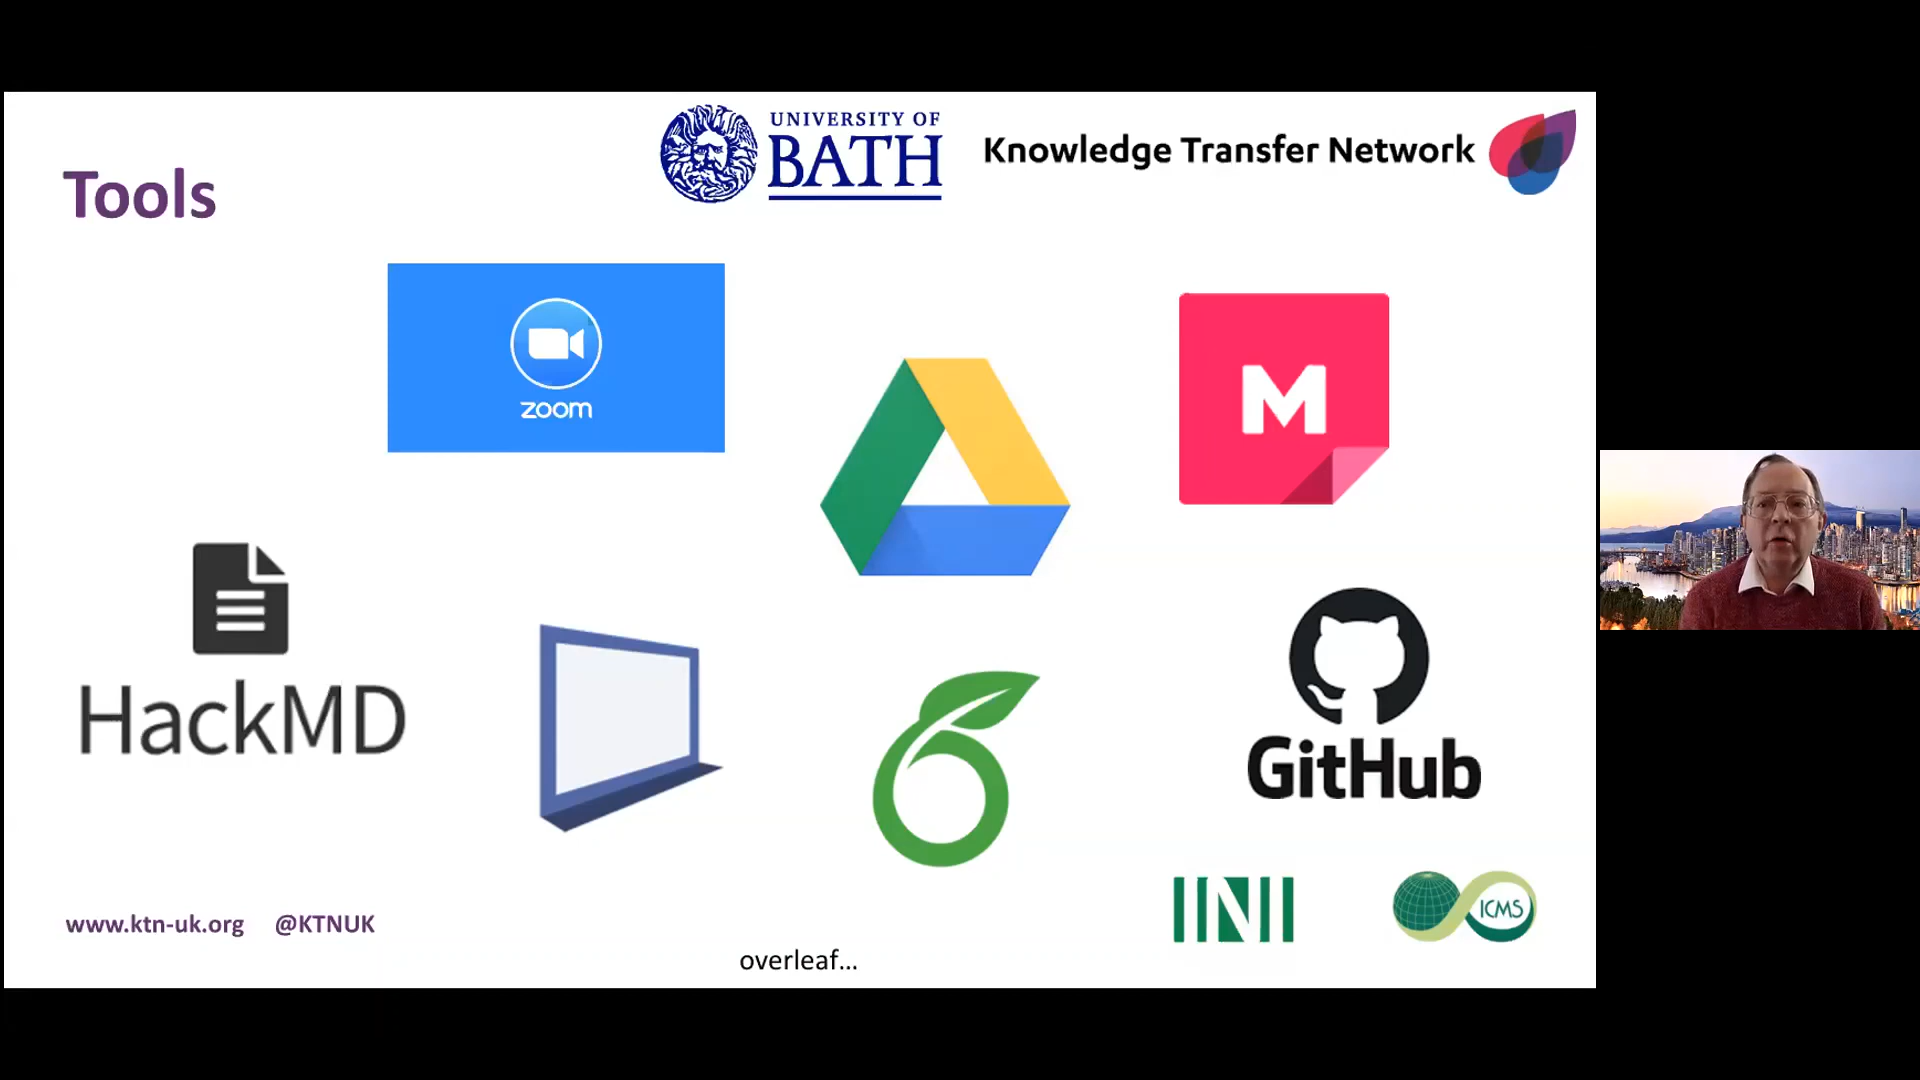 UNIVERSITY OF
BATH
Knowledge Transfer Network
Tools
zoom
M
HackMD
GitHub
INI
ICMS
www.ktn-uk.org @KTNUK
overleaf...